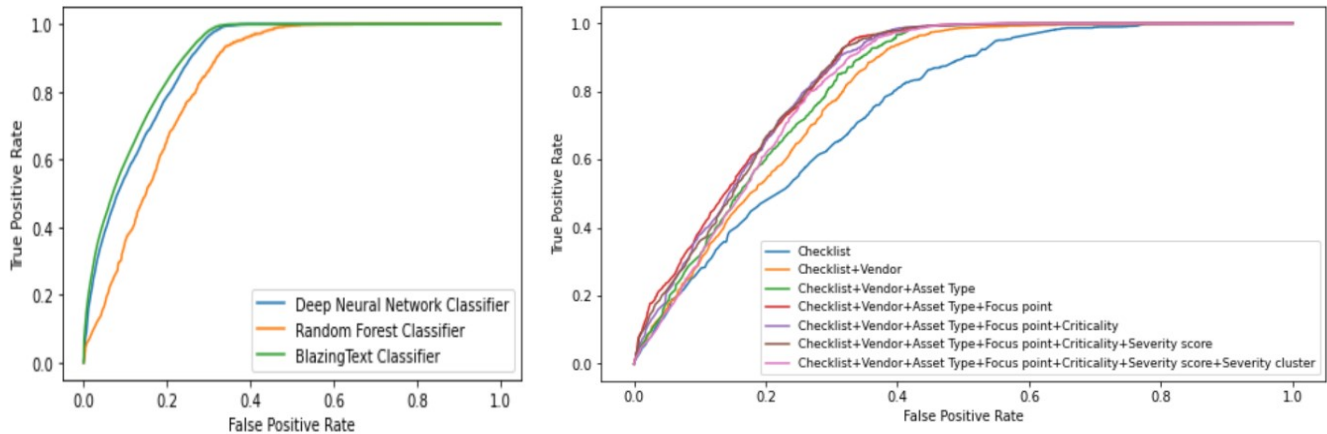 1.0
0.8
0.6
0.4
0.2
0.0
True Positive Rate
Deep Neural Network Classifier
Random Forest Classifier
BlazingText Classifier
0.0 0.2 0.4 0.6 0.8 1.0
False Positive Rate
1.0
0.8
0.6
0.4
0.2
0.0
True Positive Rate
Checklist
Checklist+Vendor
Checklist+Vendor+Asset Type
Checklist+Vendor+Asset Type+Focus point
Checklist+Vendor+Asset Type+Focus point+Criticality
Checklist+Vendor+Asset Type+Focus point+Criticality+Severity score
Checklist+Vendor+Asset Type+Focus point+Criticality+Severity score+Severity cluster
0.0 0.2 0.4 0.6 0.8 1.0
False Positive Rate